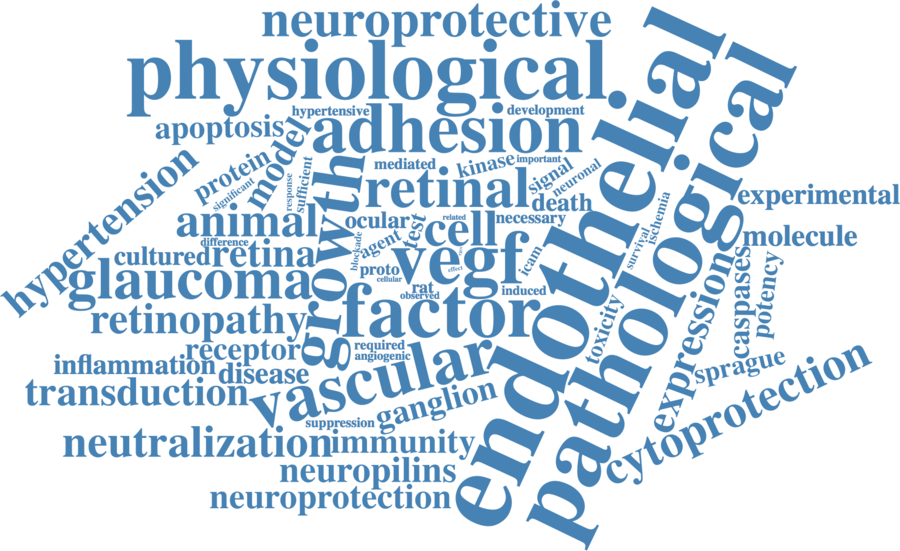 neuroprotective
physiological
hypertensive
development
apoptosis
adhesion
model
endothelial
pathological
hypertension
protein
significant
response
sufficient
mediated
kinase
important
signal
neuronal
growth
retinal
death
experimental
animal
ocular
test
related
cell
necessary
ischemia
survival
molecule
difference
cultured
retina
blockade
agent
vegf
icam
glaucoma
proto
cellular
effect
rat
observed
induced
factor
caspases
potency
expressing
toxicity
retinopathy
receptor
required
angiogenic
inflammation
disease
vascular
sprague
transduction
ganglion
suppression
cytoprotection
neutralization
immunity
neuropilins
neuroprotection